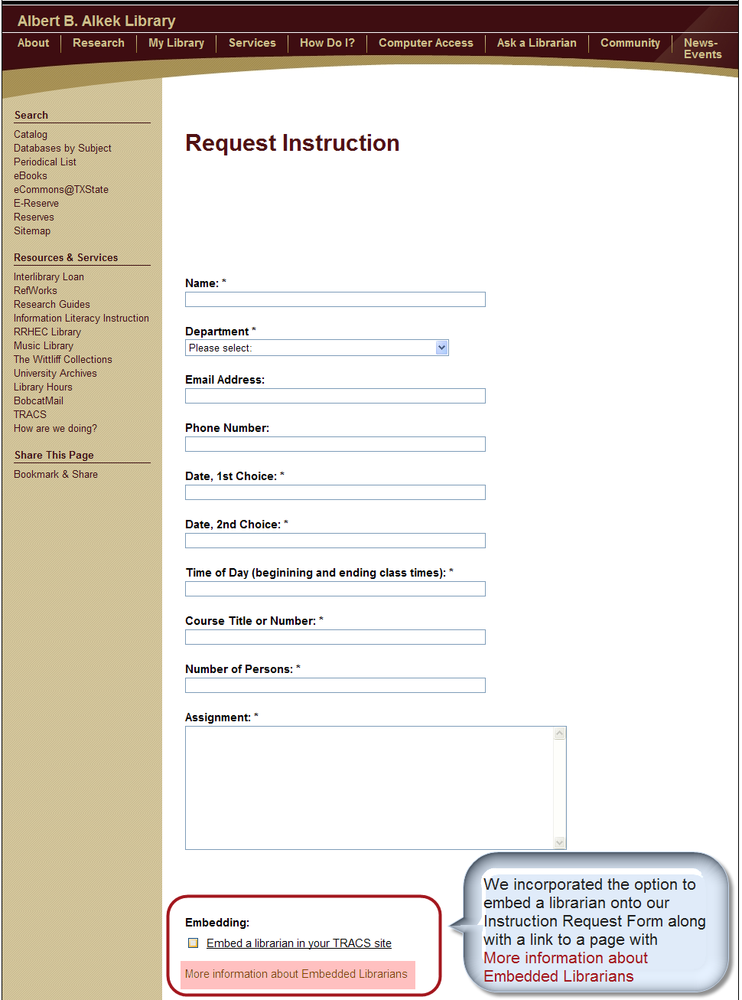 Albert B. Alkek Library
About
Research
My Library
Services
How Do I?
Computer Access
Ask a Librarian
Community
News-
Events
Search
Catalog
Databases by Subject
Periodical List
eBooks
eCommons@TXState
E-Reserve
Reserves
Sitemap
Resources & Services
Interlibrary Loan
RefWorks
Research Guides
Information Literacy Instruction
RRHEC Library
Music Library
The Wittliff Collections
University Archives
Library Hours
BobcatMail
TRACS
How are we doing?
Share This Page
Bookmark & Share
Request Instruction
Name: *
Department *
Please select:
Email Address:
Phone Number:
Date, 1st Choice: *
Date, 2nd Choice: *
Time of Day (beginining and ending class times): *
Course Title or Number: *
Number of Persons: *
Assignment: *
Embedding:
Embed a librarian in your TRACS site
More information about Embedded Librarians
We incorporated the option to
embed a librarian onto our
Instruction Request Form along
with a link to a page with
More information about
Embedded Librarians